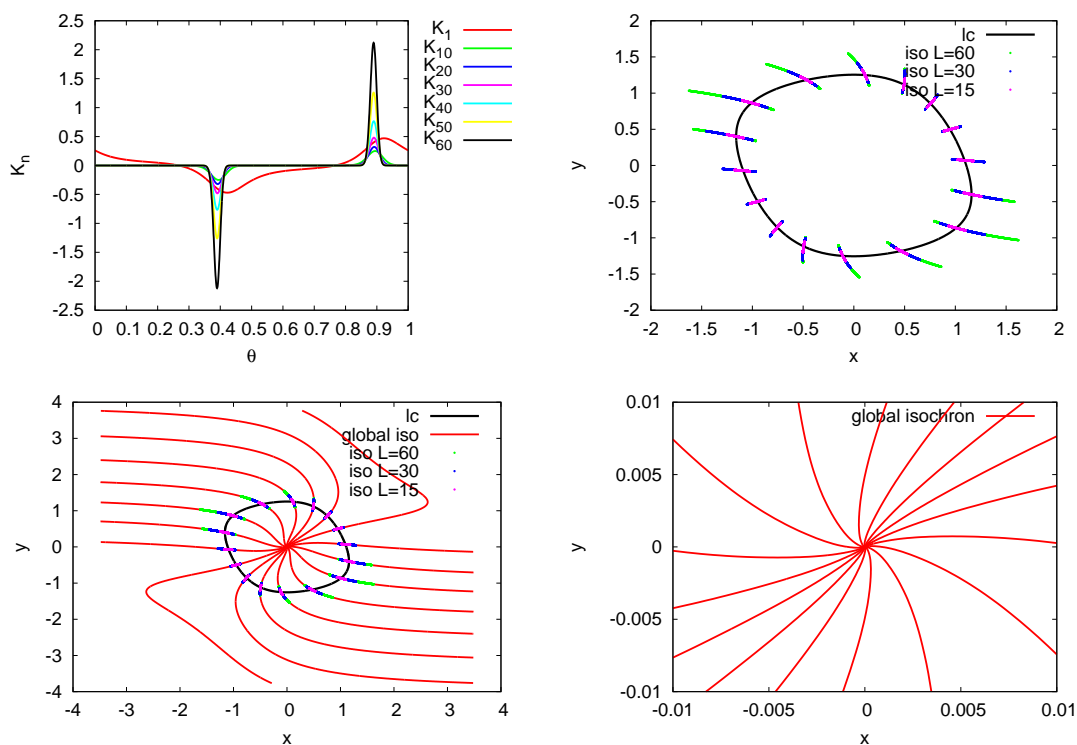 K1
K10
K20
K30
K40
K50
K60
2.5
2
1.5
1
0.5
0
-0.5
-1
-1.5
-2
-2.5
0 0.1 0.2 0.3 0.4 0.5 0.6 0.7 0.8 0.9 1
Kn
θ
lc
iso L=60
iso L=30
iso L=15
2
1.5
1
0.5
0
-0.5
-1
-1.5
-2
-2 -1.5 -1 -0.5 0 0.5 1 1.5 2
y
x
lc
global iso
iso L=60
iso L=30
iso L=15
4
3
2
1
0
-1
-2
-3
-4
-4 -3 -2 -1 0 1 2 3 4
y
x
global isochron
0.01
0.005
0
-0.005
-0.01
-0.01 -0.005 0 0.005 0.01
y
x